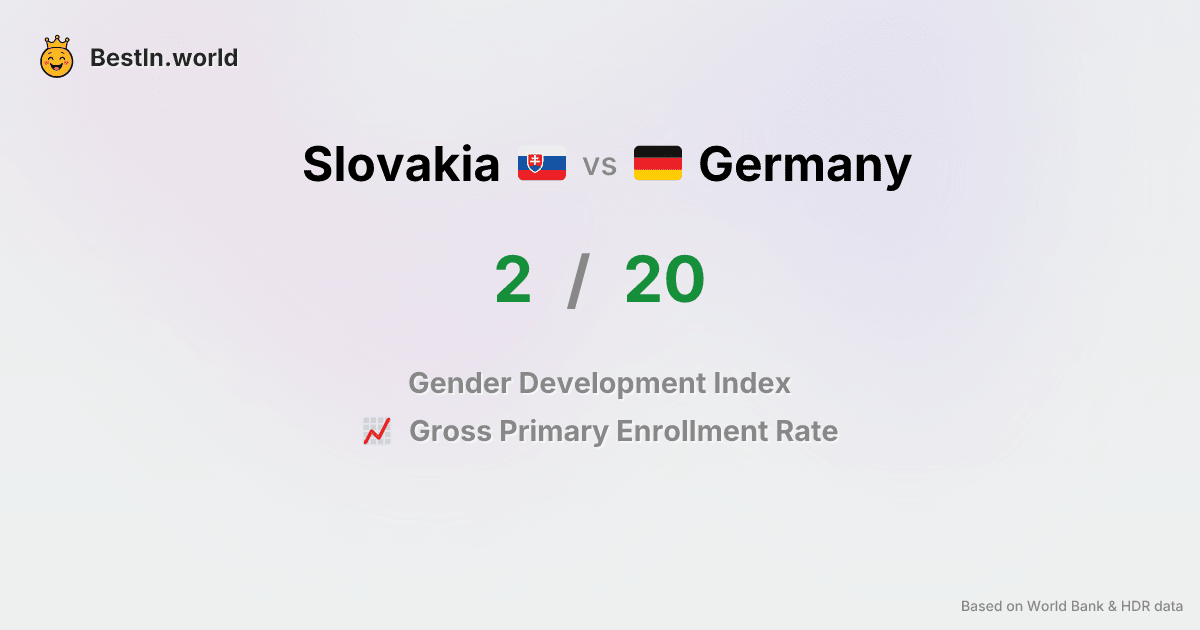 BestIn.world
Slovakia vs Germany
2 / 20
Gender Development Index
Gross Primary Enrollment Rate
Based on World Bank & HDR data